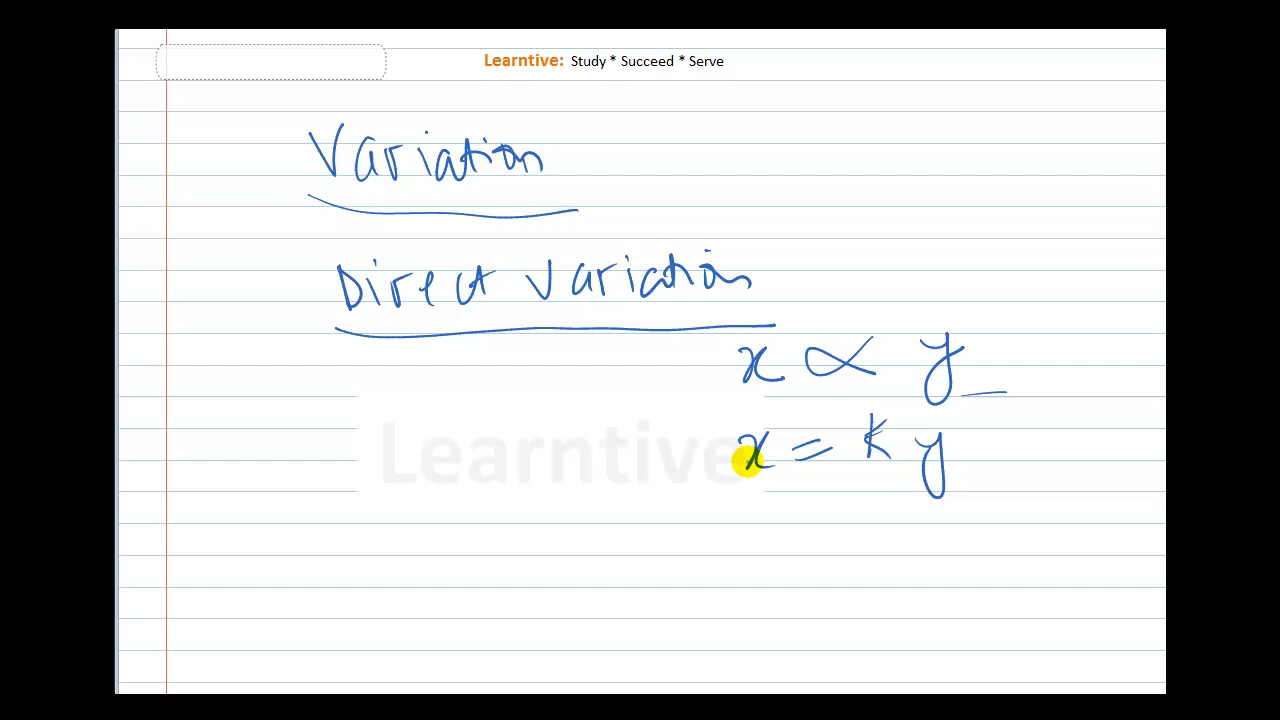 Learntive: Study * Succeed * Serve
Variation
Direct Variation
x ∝ y
x = k y
Learntive